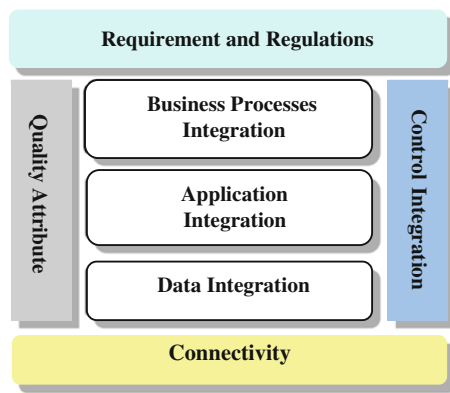 Requirement and Regulations
Quality Attribute
Business Processes
Integration
Application
Integration
Data Integration
Control Integration
Connectivity